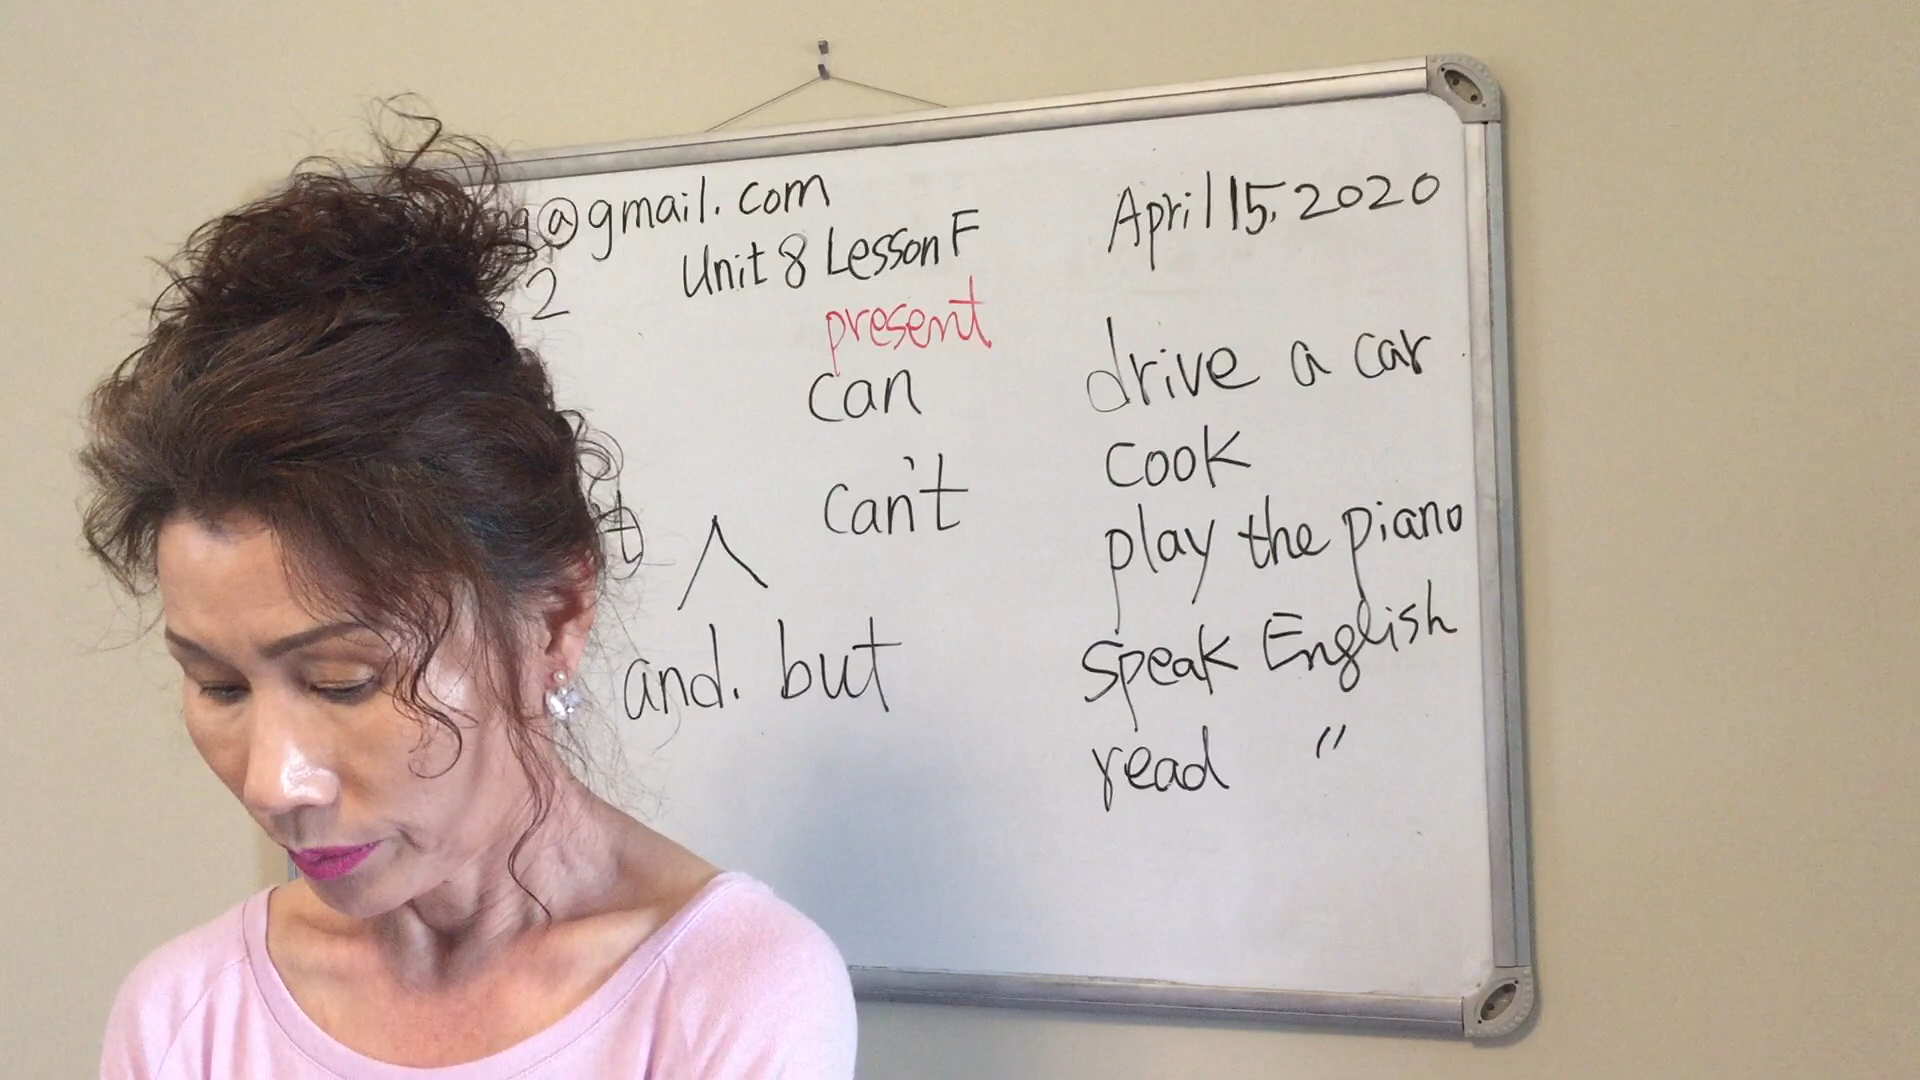 @gmail.com
April 15, 2020
Unit 8 Lesson F
2
present
can
drive a car
cook
can't
play the piano
and. but
speak English
read "